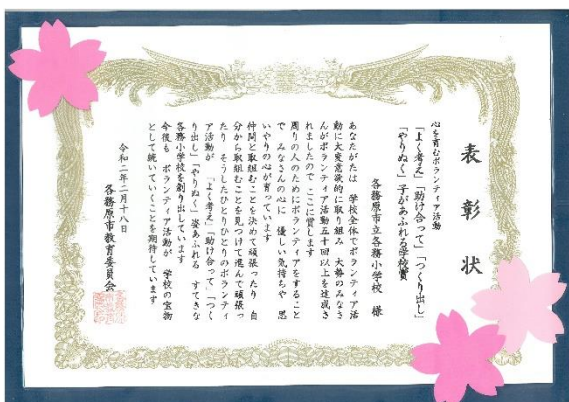 表彰状
心を育むボランティア活動
「よく考え」「助け合って」「つくり出し」
「やりぬく」子があふれる学校賞
各務原市立各務小学校 様
あなたがたは 学校全体でボランティア活
動に大変意欲的に取り組み 大勢のみなさ
んがボランティア活動五十回以上を達成さ
れましたので ここに賞します
周りの人のためにボランティアをすること
で みなさんの心に 優しい気持ちや 思
いやりの心が育っています
仲間と取組むことを決めて頑張ったり 自
分から取組むことを見つけて進んで頑張っ
たり そうしたひとりひとりのボランティ
ア活動が 「よく考え」「助け合って」「つく
り出し」「やりぬく」姿あふれる すてきな
各務小学校を創り出しています
今後も ボランティア活動が 学校の宝物
として続いていくことを期待しています
令和二年二月十八日
各務原市教育委員会